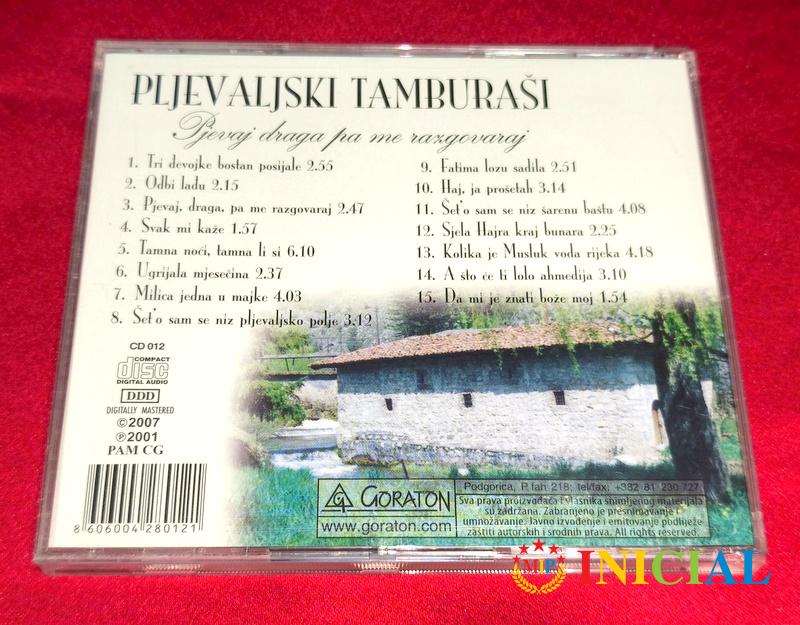 PLJEVALJSKI TAMBURAŠI
Pjevaj draga pa me razgovaraj
1. Tri devojke bostan posijale 2.55
2. Odbi lađu 2.15
3. Pjevaj, draga, pa me razgovaraj 2.47
4. Svak mi kaže 1.57
5. Tamna noći, tamna li si 6.10
6. Ugrijala mjesečina 2.37
7. Milica jedna u majke 4.03
8. Šet'o sam se niz pljevaljsko polje 3.12
9. Fatima lozu sadila 2.51
10. Haj, ja prošetah 3.14
11. Šet'o sam se niz šarenu baštu 4.08
12. Sjela Hajra kraj bunara 2.25
13. Kolika je Musluk voda rijeka 4.18
14. A što će ti lolo ahmedija 3.10
15. Da mi je znati bože moj 1.54
CD 012
COMPACT
disc
DIGITAL AUDIO
DDD
DIGITALLY MASTERED
©2007
℗2001
PAM CG
8 606004 280121
GORATON
www.goraton.com
Podgorica, P. fah 218; tel/fax; +382 81 230 727
Sva prava proizvođača i vlasnika snimljenog materijala
su zadržana. Zabranjeno je presnimavanje i
umnožavanje. Javno izvođenje i emitovanje podliježe
zaštiti autorskih i srodnih prava. All rights reserved.
MIP INICIAL